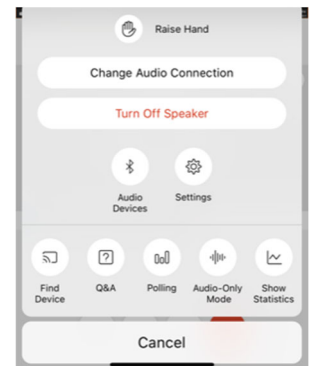 Raise Hand
Change Audio Connection
Turn Off Speaker
Audio
Devices
Settings
Find
Device
Q&A
Polling
Audio-Only
Mode
Show
Statistics
Cancel